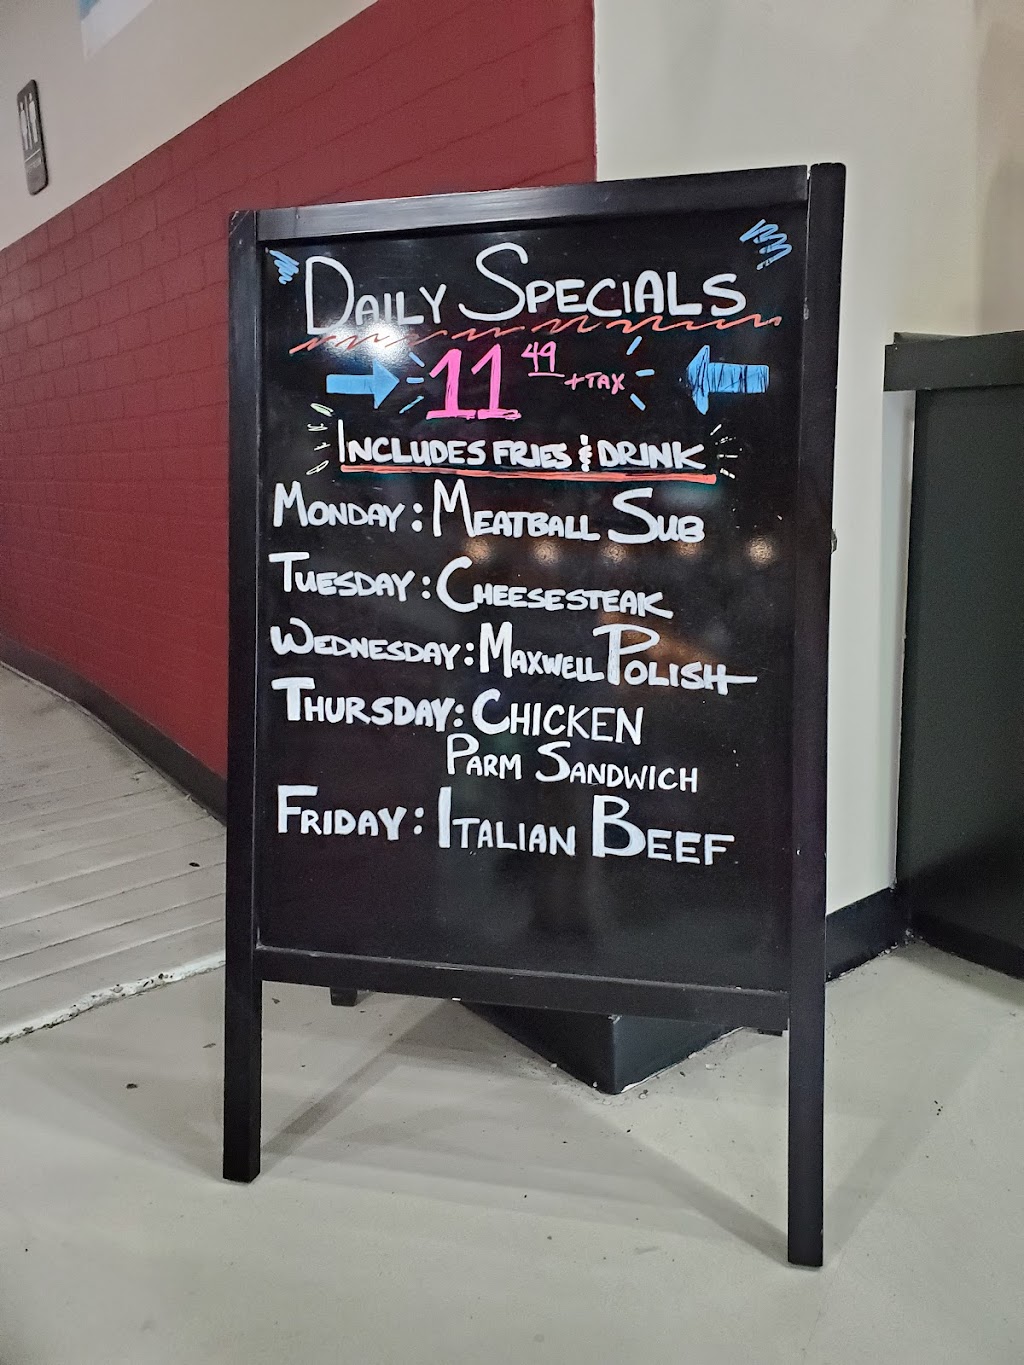 DAILY SPECIALS
11 49 +TAX
INCLUDES FRIES & DRINK
MONDAY: MEATBALL SUB
TUESDAY: CHEESESTEAK
WEDNESDAY: MAXWELL POLISH
THURSDAY: CHICKEN
PARM SANDWICH
FRIDAY: ITALIAN BEEF